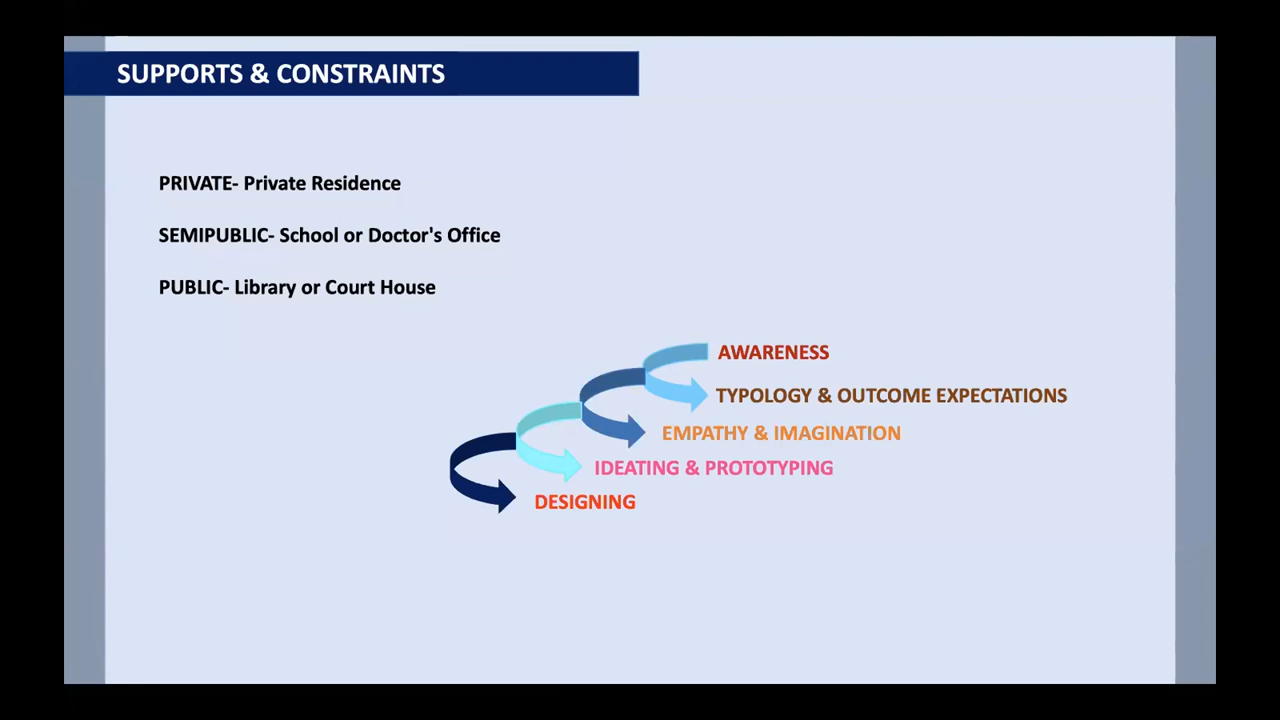 SUPPORTS & CONSTRAINTS
PRIVATE- Private Residence
SEMIPUBLIC- School or Doctor's Office
PUBLIC- Library or Court House
AWARENESS
TYPOLOGY & OUTCOME EXPECTATIONS
EMPATHY & IMAGINATION
IDEATING & PROTOTYPING
DESIGNING